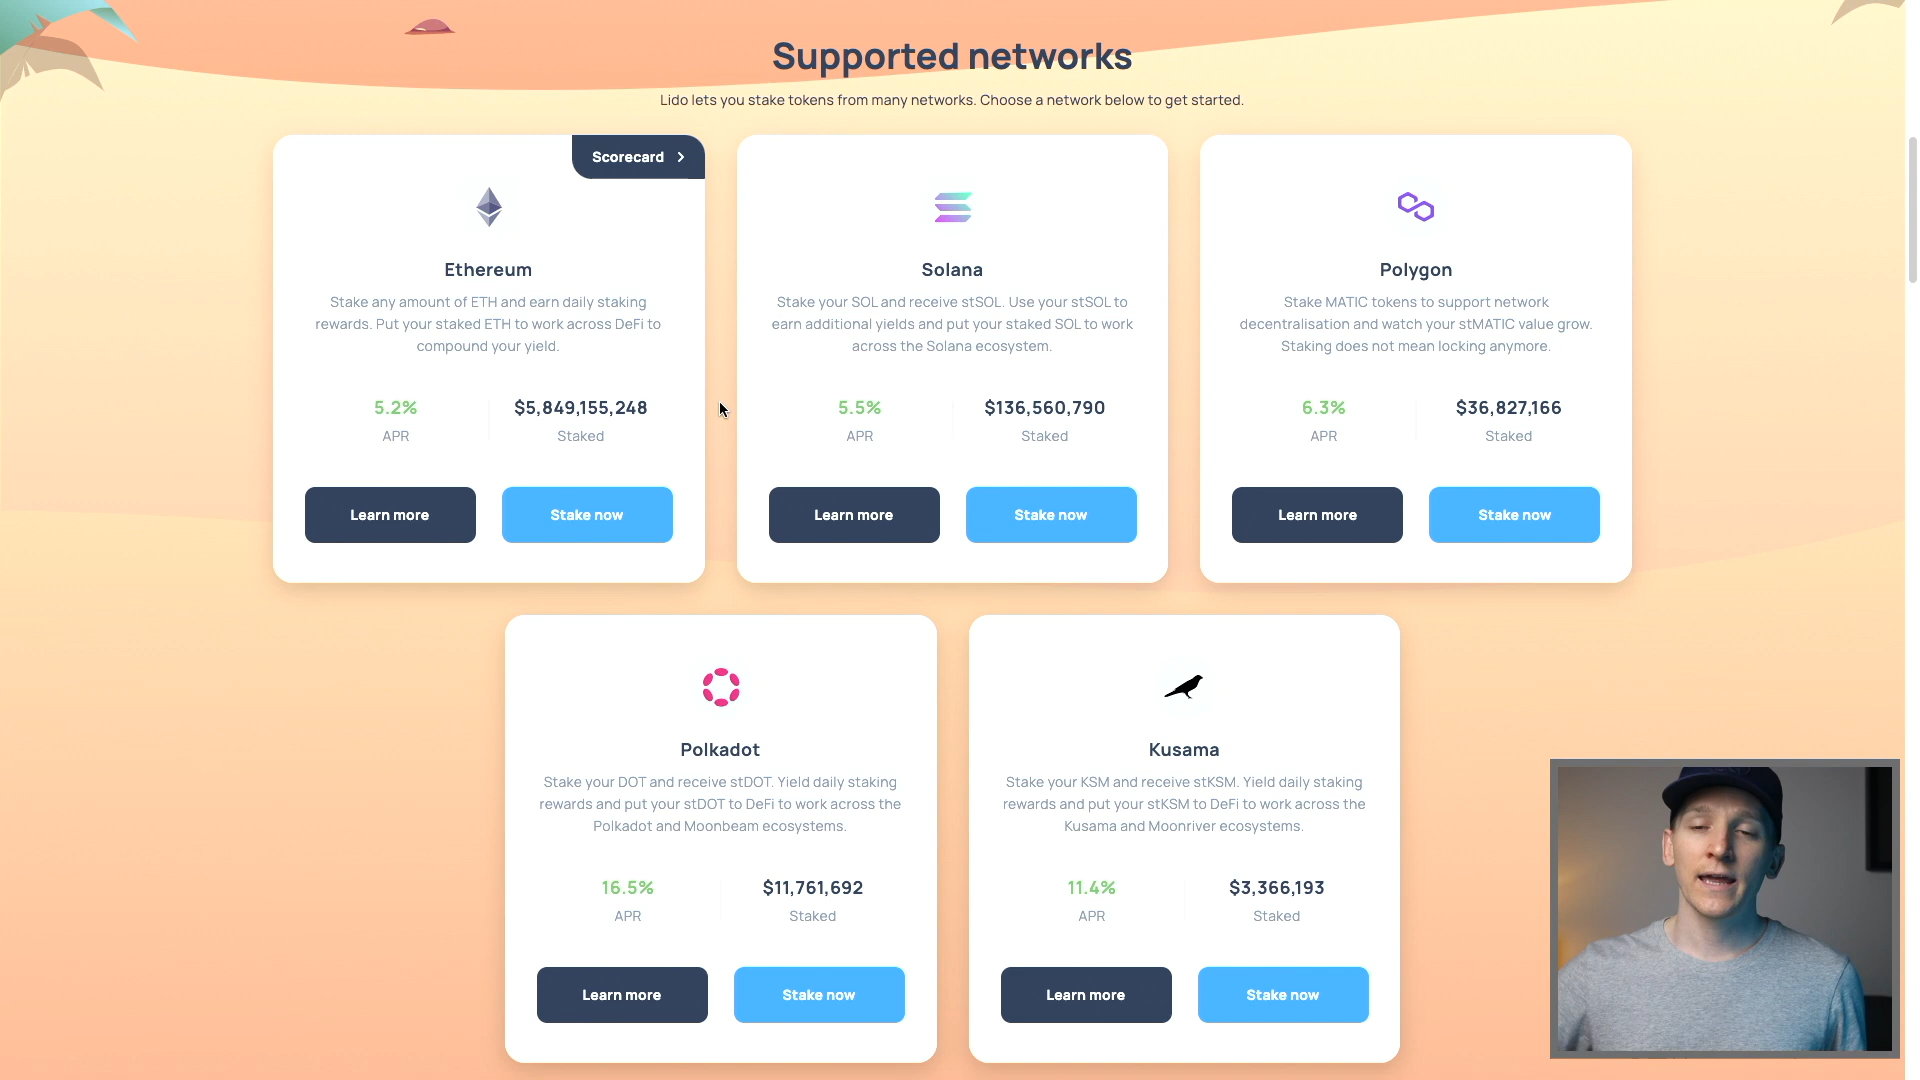 Supported networks
Lido lets you stake tokens from many networks. Choose a network below to get started.
Scorecard
Ethereum
Stake any amount of ETH and earn daily staking
rewards. Put your staked ETH to work across DeFi to
compound your yield.
5.2%
APR
$5,849,155,248
Staked
Learn more
Stake now
Solana
Stake your SOL and receive stSOL. Use your stSOL to
earn additional yields and put your staked SOL to work
across the Solana ecosystem.
5.5%
APR
$136,560,790
Staked
Learn more
Stake now
Polygon
Stake MATIC tokens to support network
decentralisation and watch your stMATIC value grow.
Staking does not mean locking anymore.
6.3%
APR
$36,827,166
Staked
Learn more
Stake now
Polkadot
Stake your DOT and receive stDOT. Yield daily staking
rewards and put your stDOT to DeFi to work across the
Polkadot and Moonbeam ecosystems.
16.5%
APR
$11,761,692
Staked
Learn more
Stake now
Kusama
Stake your KSM and receive stKSM. Yield daily staking
rewards and put your stKSM to DeFi to work across the
Kusama and Moonriver ecosystems.
11.4%
APR
$3,366,193
Staked
Learn more
Stake now